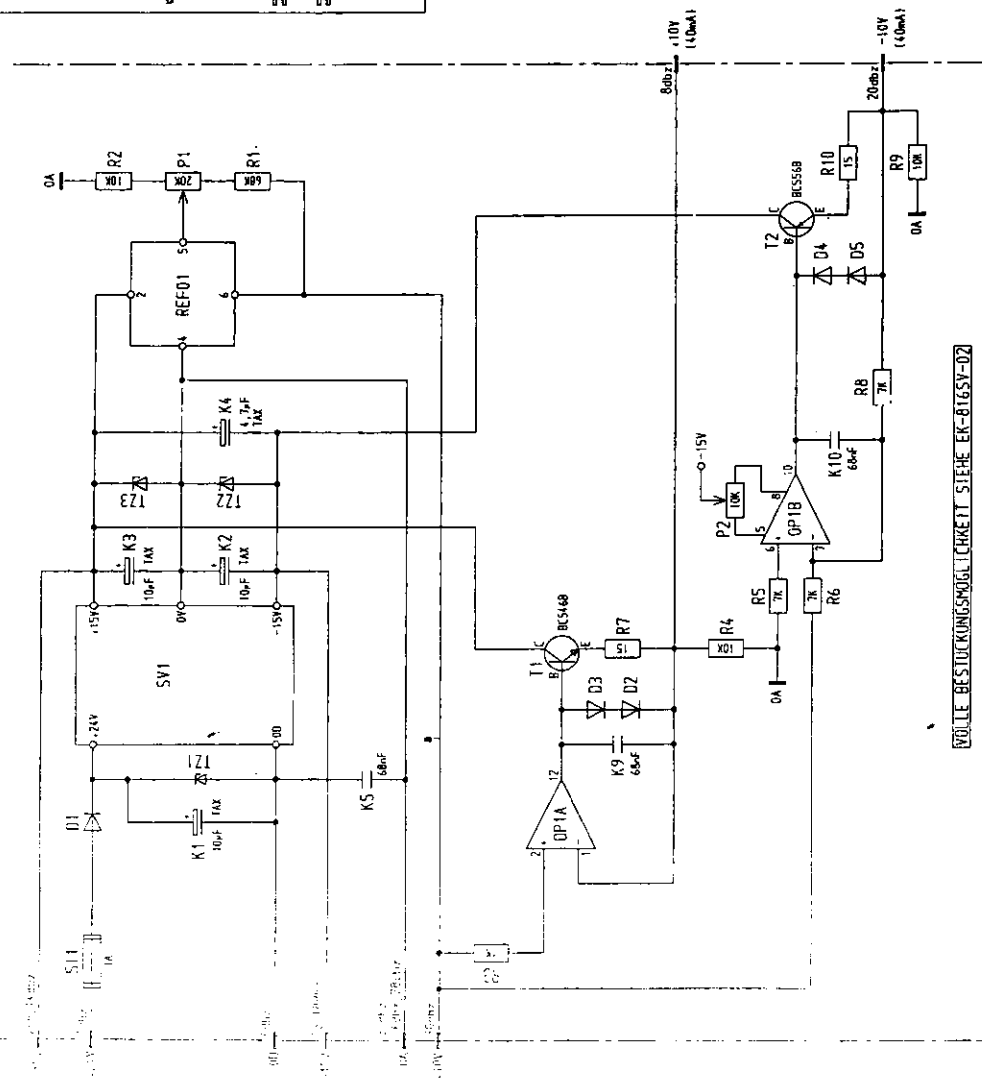 +10V
(40mA)
8dbz
-10V
(40mA)
20dbz
0A
R2
10K
P1
20K
R1
68K
5
2
REF01
6
4
K4
4,7µF
TAX
TZ3
TZ2
K3
10µF TAX
K2
10µF TAX
+15V
0V
-15V
SV1
+24V
0D
D1
TZ1
K1
10µF TAX
K5
68nF
ST1
1A
R10
15
BC556B
T2
C
B
E
R9
10K
0A
D4
D5
R8
7K
K10
68nF
-15V
P2
10K
10
8
5
OP1B
6
7
R5
7K
R6
7K
BC546B
T1
C
B
E
R7
15
R4
10K
0A
D3
D2
K9
68nF
12
OP1A
2
1
VOLLE BESTÜCKUNGSMÖGLICHKEIT SIEHE EK-816SV-02